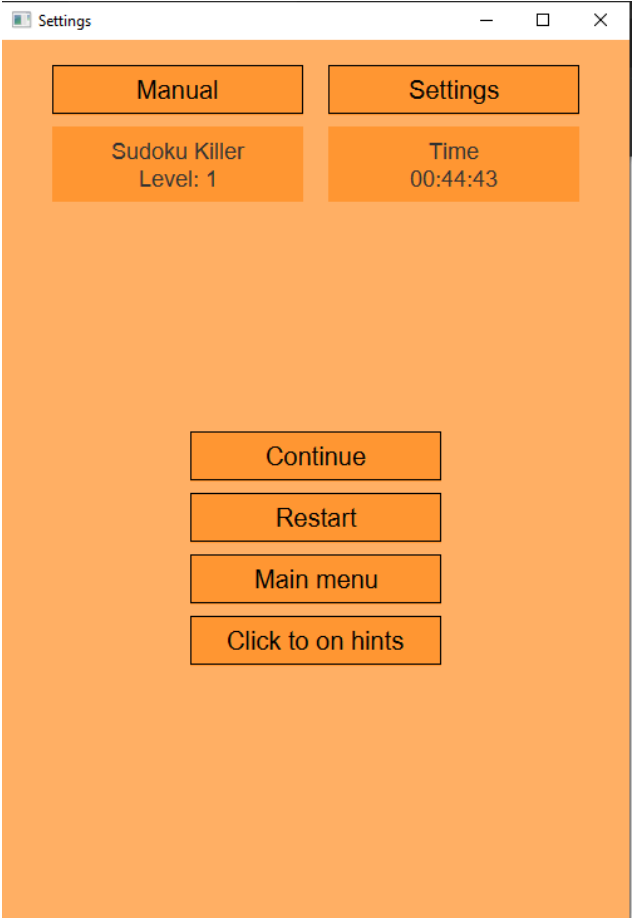 Settings
Manual
Settings
Sudoku Killer
Level: 1
Time
00:44:43
Continue
Restart
Main menu
Click to on hints